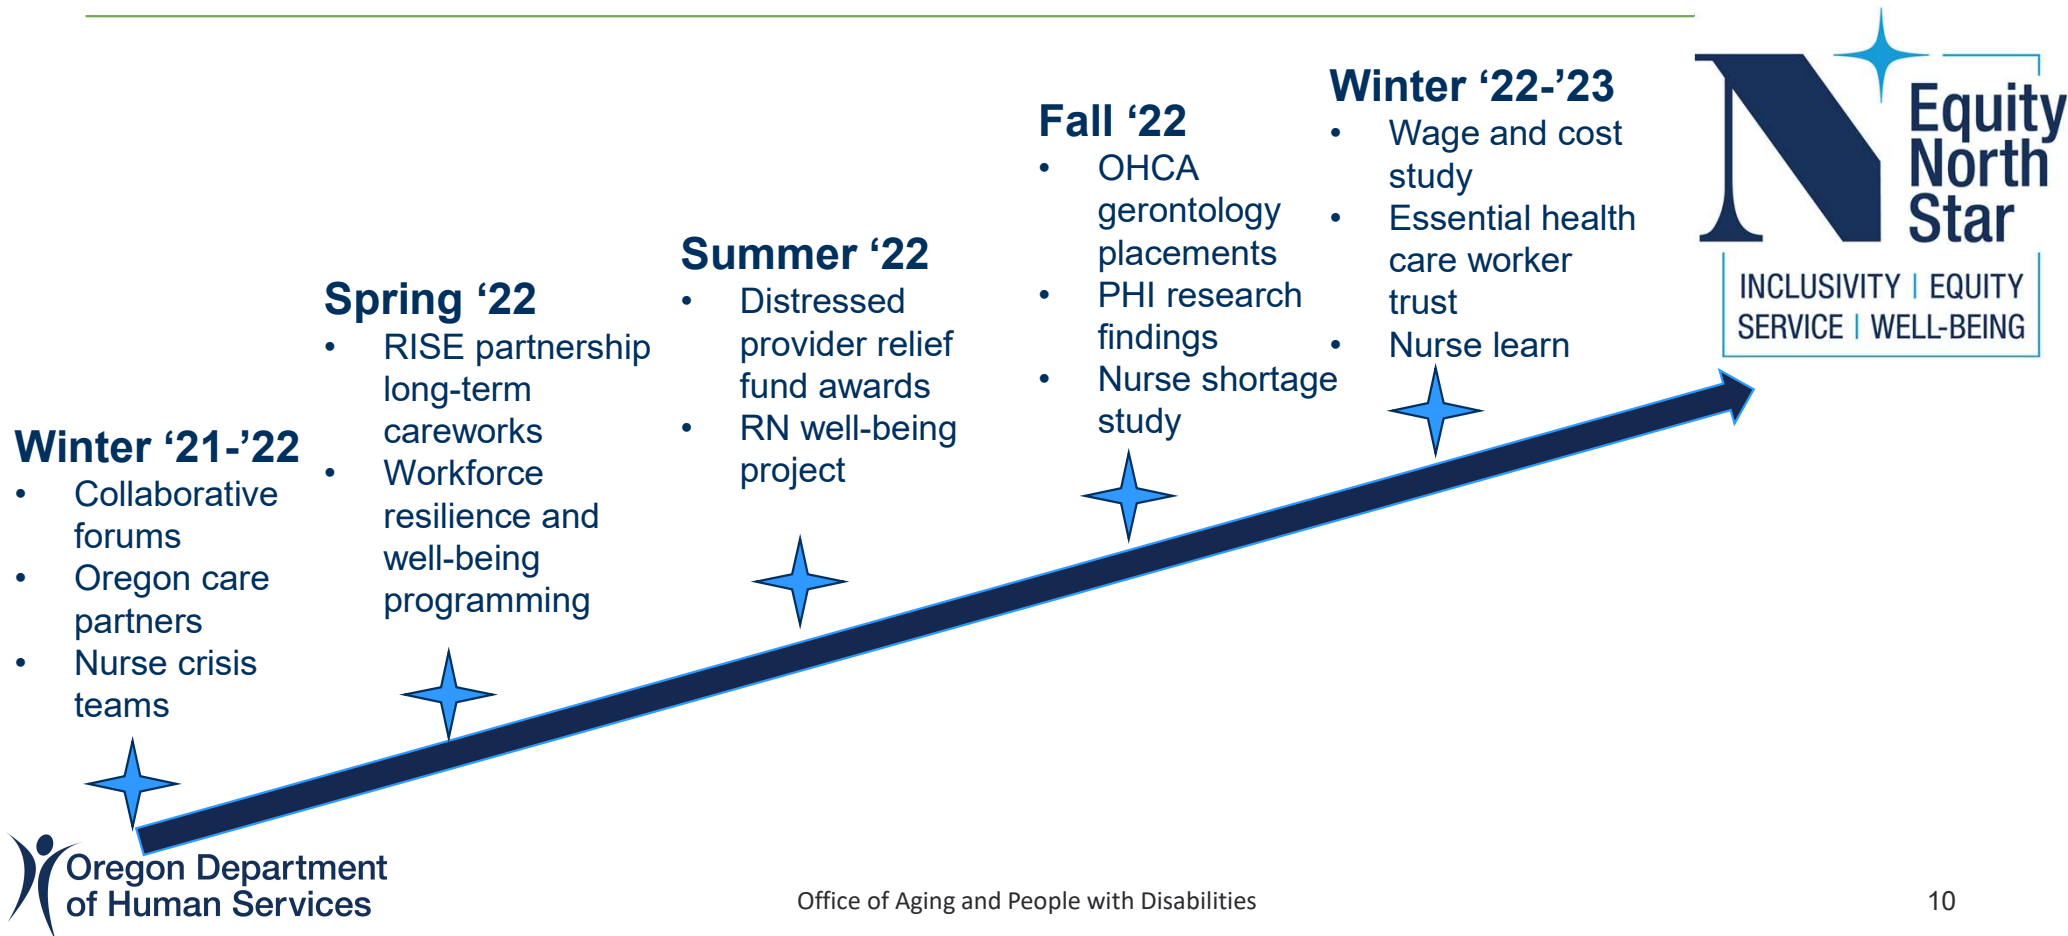 Winter ‘21-’22
• Collaborative
forums
• Oregon care
partners
• Nurse crisis
teams
Spring ‘22
• RISE partnership
long-term
careworks
• Workforce
resilience and
well-being
programming
Summer ‘22
• Distressed
provider relief
fund awards
• RN well-being
project
Fall ‘22
• OHCA
gerontology
placements
• PHI research
findings
• Nurse shortage
study
Winter ‘22-’23
• Wage and cost
study
• Essential health
care worker
trust
• Nurse learn
N Equity
North
Star
INCLUSIVITY | EQUITY
SERVICE | WELL-BEING
Oregon Department
of Human Services
Office of Aging and People with Disabilities
10